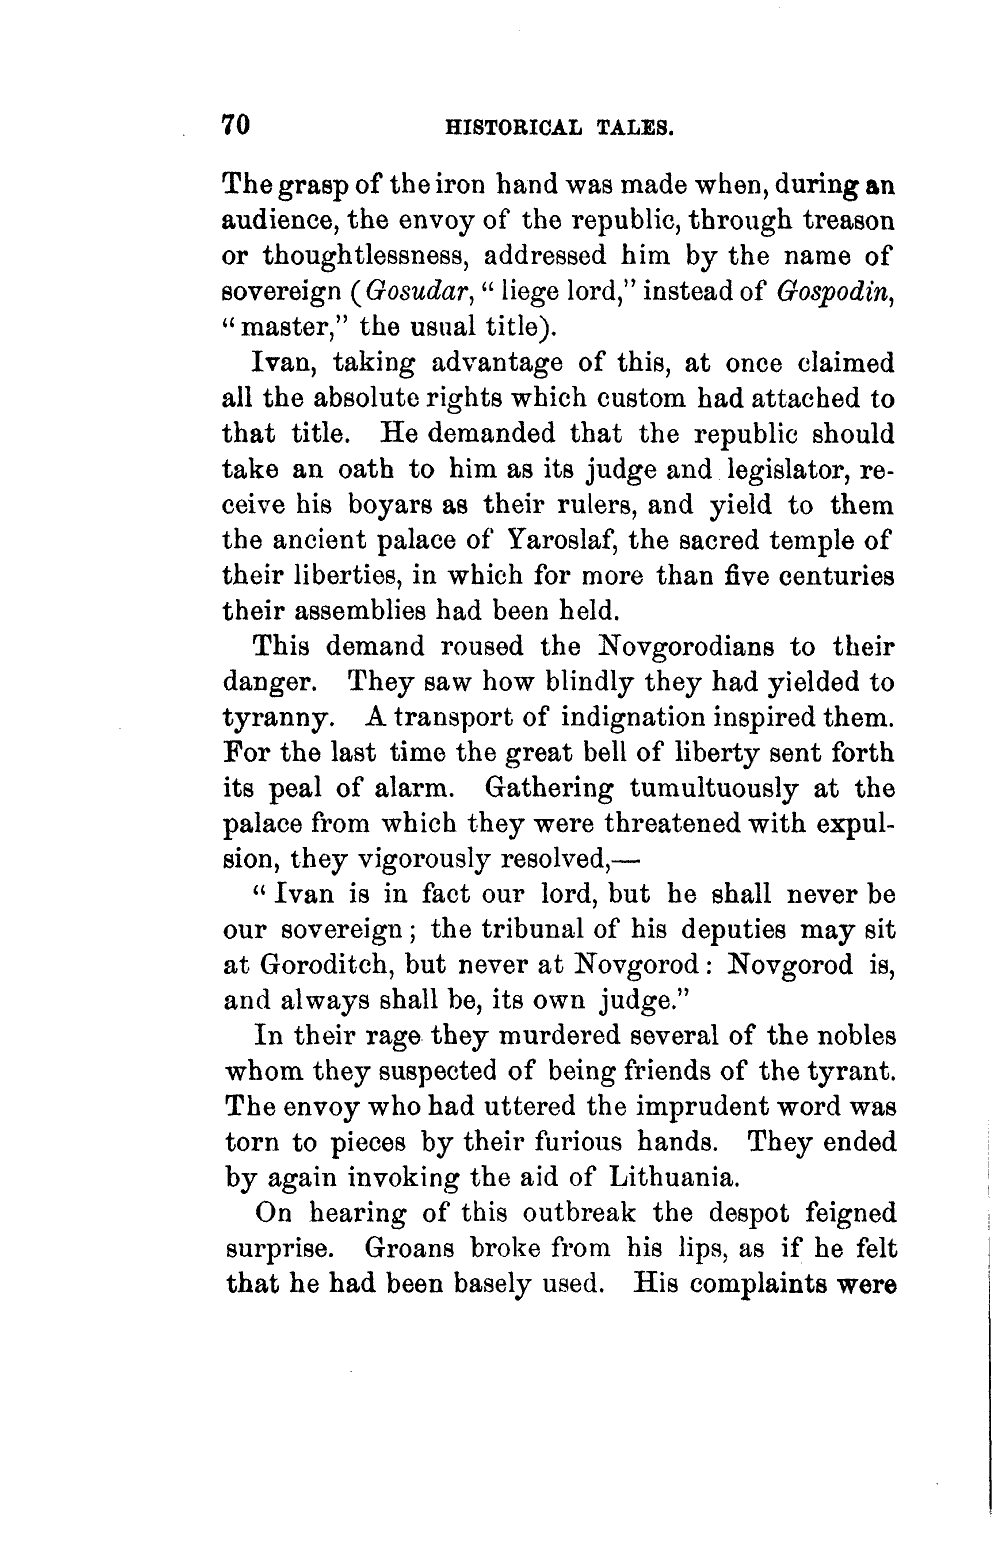 70 HISTORICAL TALES.
The grasp of the iron hand was made when, during an
audience, the envoy of the republic, through treason
or thoughtlessness, addressed him by the name of
sovereign (Gosudar, “ liege lord,” instead of Gospodin,
“ master,” the usual title).
Ivan, taking advantage of this, at once claimed
all the absolute rights which custom had attached to
that title. He demanded that the republic should
take an oath to him as its judge and legislator, re-
ceive his boyars as their rulers, and yield to them
the ancient palace of Yaroslaf, the sacred temple of
their liberties, in which for more than five centuries
their assemblies had been held.
This demand roused the Novgorodians to their
danger. They saw how blindly they had yielded to
tyranny. A transport of indignation inspired them.
For the last time the great bell of liberty sent forth
its peal of alarm. Gathering tumultuously at the
palace from which they were threatened with expul-
sion, they vigorously resolved,—
“ Ivan is in fact our lord, but he shall never be
our sovereign ; the tribunal of his deputies may sit
at Goroditch, but never at Novgorod : Novgorod is,
and always shall be, its own judge.”
In their rage they murdered several of the nobles
whom they suspected of being friends of the tyrant.
The envoy who had uttered the imprudent word was
torn to pieces by their furious hands. They ended
by again invoking the aid of Lithuania.
On hearing of this outbreak the despot feigned
surprise. Groans broke from his lips, as if he felt
that he had been basely used. His complaints were